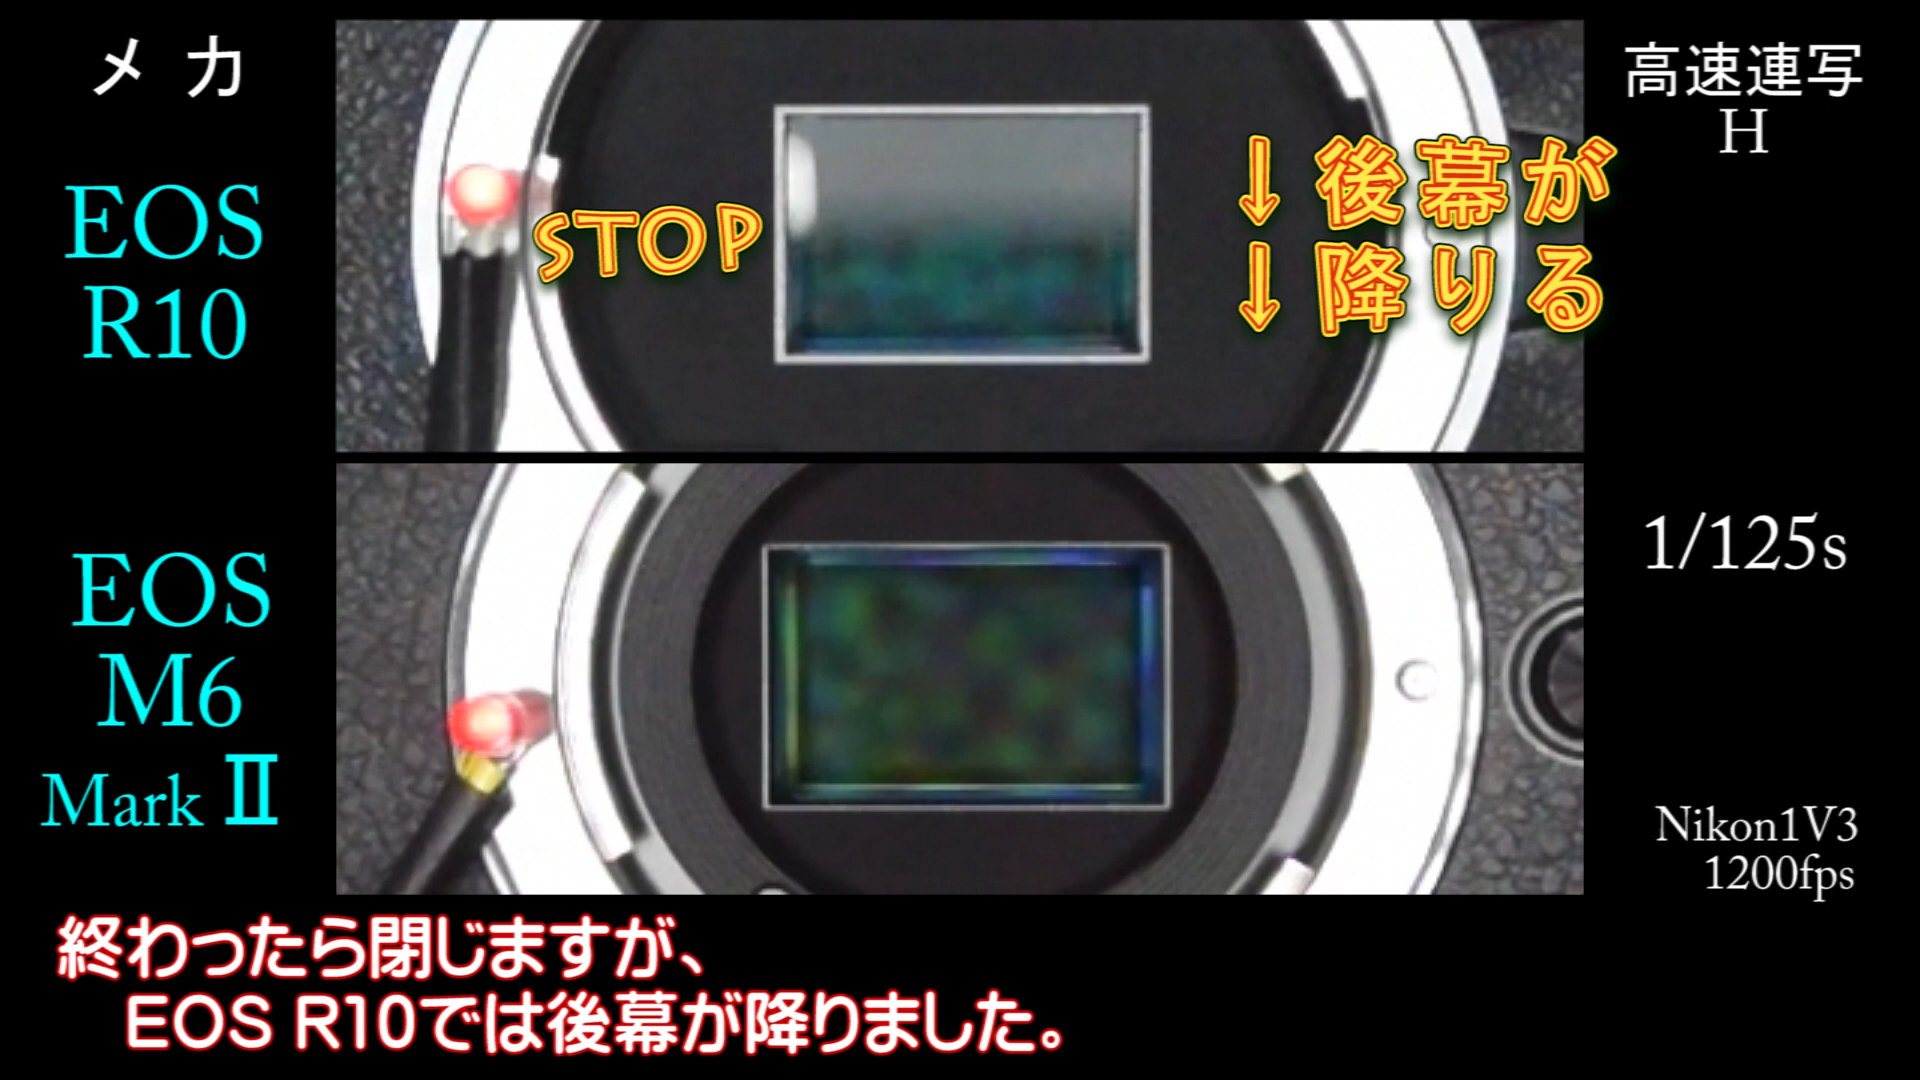 メカ
EOS
R10
STOP
↓後幕が
↓降りる
高速連写
H
EOS
M6
Mark Ⅱ
1/125s
Nikon1V3
1200fps
終わったら閉じますが、
EOS R10では後幕が降りました。